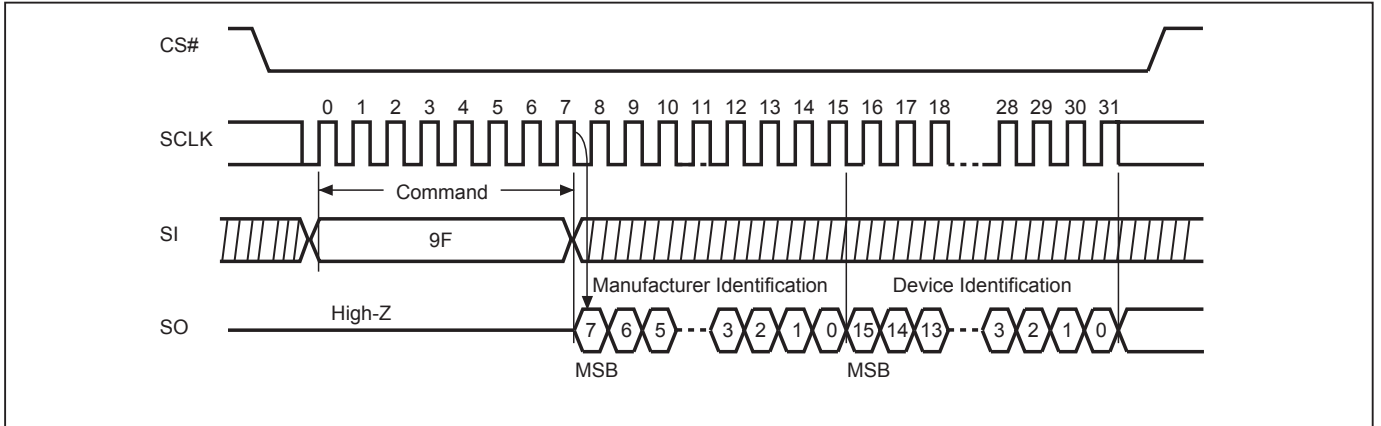 CS#
0 1 2 3 4 5 6 7 8 9 10 11 12 13 14 15 16 17 18 28 29 30 31
SCLK
Command
SI 9F
Manufacturer Identification Device Identification
SO High-Z 7 6 5 3 2 1 0 15 14 13 3 2 1 0
MSB MSB